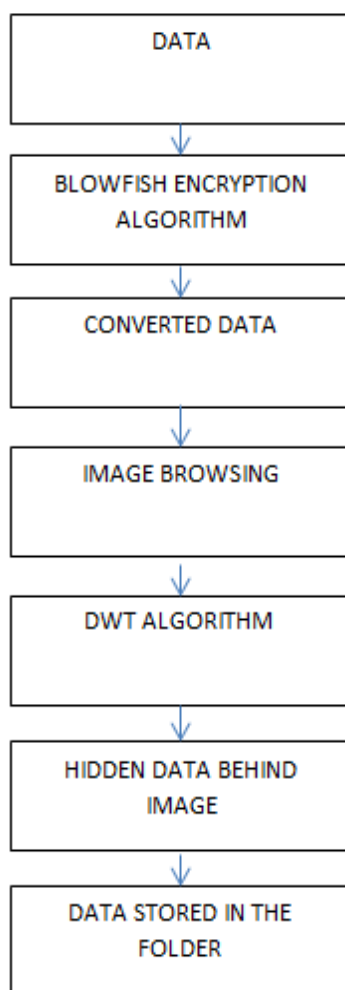 DATA
BLOWFISH ENCRYPTION
ALGORITHM
CONVERTED DATA
IMAGE BROWSING
DWT ALGORITHM
HIDDEN DATA BEHIND
IMAGE
DATA STORED IN THE
FOLDER